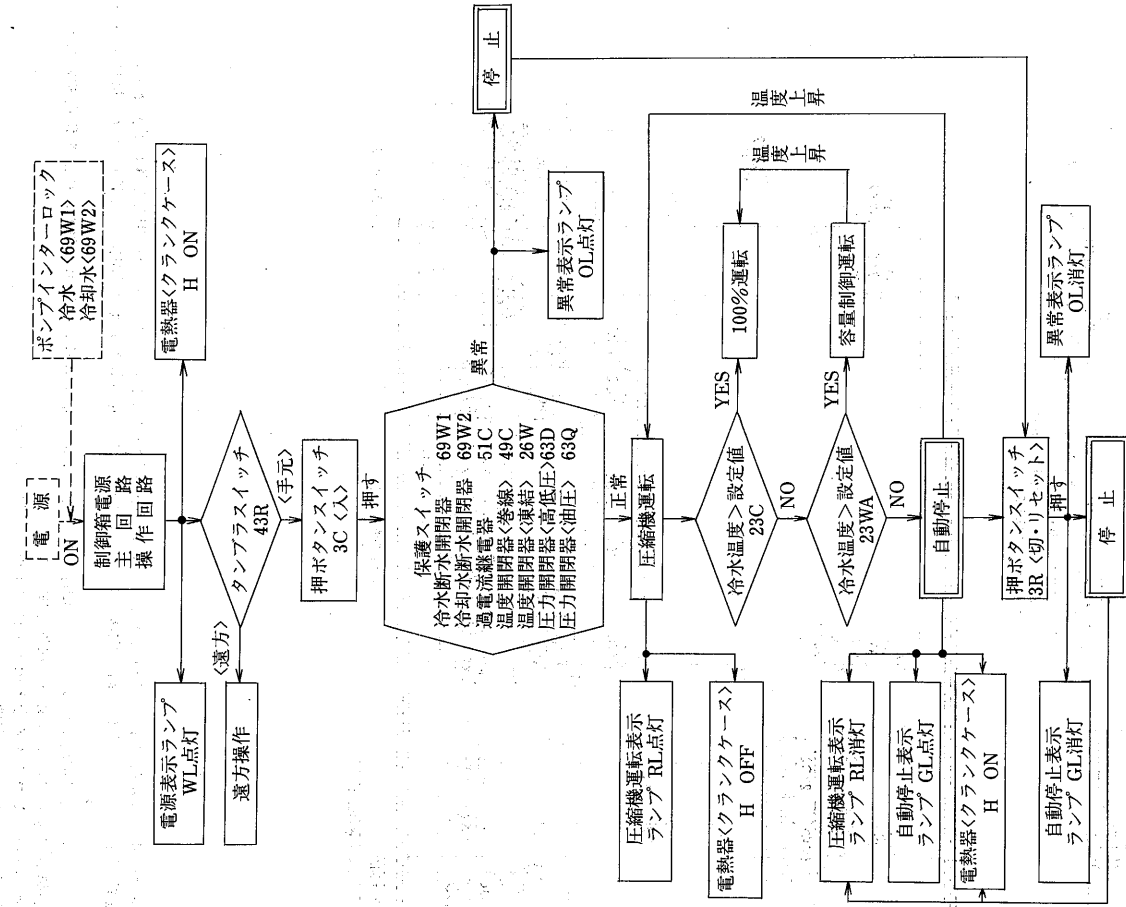 電　源
ON
ポンプインターロック
冷水 <69W1>
冷却水<69W2>
制御箱電源
主　回　路
操　作　回　路
電源表示ランプ
WL点灯
電熱器<クランクケース>
H　ON
タンブラスイッチ
43R
<遠方>
<手元>
遠方操作
押ボタンスイッチ
3C <入>
押す
保護スイッチ
冷水断水開閉器　69W1
冷却水断水開閉器　69W2
過電流継電器　51C
温度開閉器<巻線>　49C
温度開閉器<凍結>　26W
圧力開閉器<高低圧>63D
圧力開閉器<油圧>　63Q
異常
停　止
異常表示ランプ
OL点灯
正常
圧縮機運転
圧縮機運転表示
ランプ RL点灯
電熱器<クランクケース>
H　OFF
冷水温度>設定値
23C
YES
100%運転
NO
冷水温度>設定値
23WA
YES
容量制御運転
温度上昇
温度上昇
NO
自動停止
圧縮機運転表示
ランプ RL消灯
自動停止表示
ランプ GL点灯
電熱器<クランクケース>
H　ON
押ボタンスイッチ
3R <切・リセット>
押す
自動停止表示
ランプ GL消灯
異常表示ランプ
OL消灯
停　止